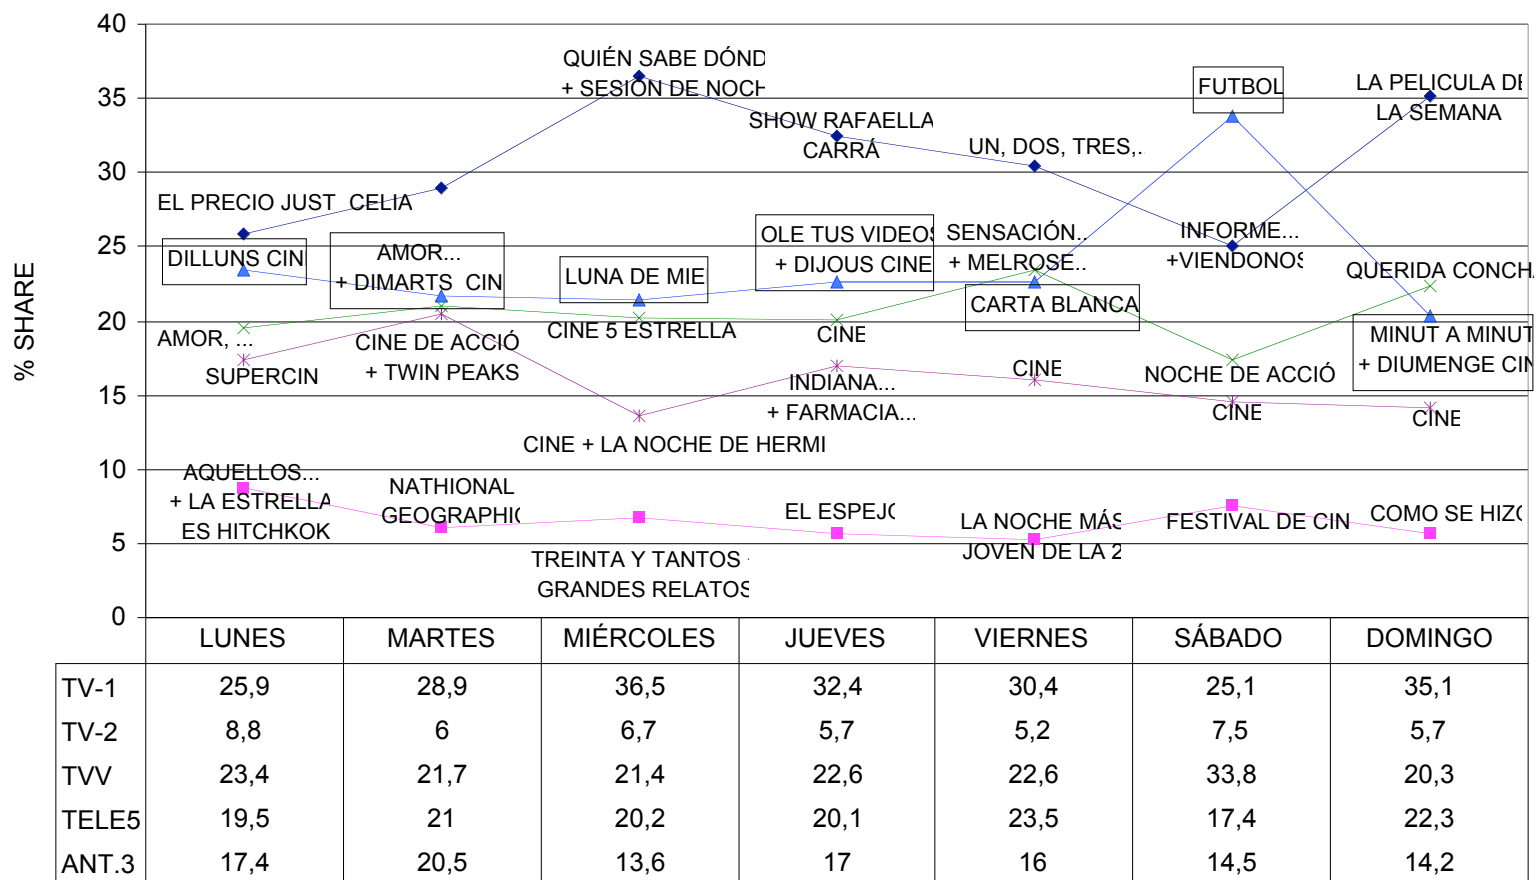 40
35
30
25
20
15
10
5
0
% SHARE
QUIÉN SABE DÓND
+ SESIÓN DE NOCH
FUTBOL
LA PELICULA DE
LA SEMANA
SHOW RAFAELLA
CARRÁ
UN, DOS, TRES,..
EL PRECIO JUST
CELIA
DILLUNS CIN
AMOR...
+ DIMARTS CIN
LUNA DE MIE
OLE TUS VIDEOS
+ DIJOUS CINE
SENSACIÓN..
+ MELROSE..
CARTA BLANCA
INFORME...
+VIENDONOS
QUERIDA CONCHA
AMOR, ...
SUPERCIN
CINE DE ACCIÓ
+ TWIN PEAKS
CINE 5 ESTRELLA
CINE
INDIANA...
+ FARMACIA...
CINE
NOCHE DE ACCIÓ
CINE
MINUT A MINUT
+ DIUMENGE CIN
CINE
CINE + LA NOCHE DE HERMI
AQUELLOS...
+ LA ESTRELLA
ES HITCHKOK
NATHIONAL
GEOGRAPHIC
TREINTA Y TANTOS
GRANDES RELATOS
EL ESPEJO
LA NOCHE MÁS
JOVEN DE LA 2
FESTIVAL DE CIN
COMO SE HIZO
LUNES MARTES MIÉRCOLES JUEVES VIERNES SÁBADO DOMINGO
TV-1 25,9 28,9 36,5 32,4 30,4 25,1 35,1
TV-2 8,8 6 6,7 5,7 5,2 7,5 5,7
TVV 23,4 21,7 21,4 22,6 22,6 33,8 20,3
TELE5 19,5 21 20,2 20,1 23,5 17,4 22,3
ANT.3 17,4 20,5 13,6 17 16 14,5 14,2